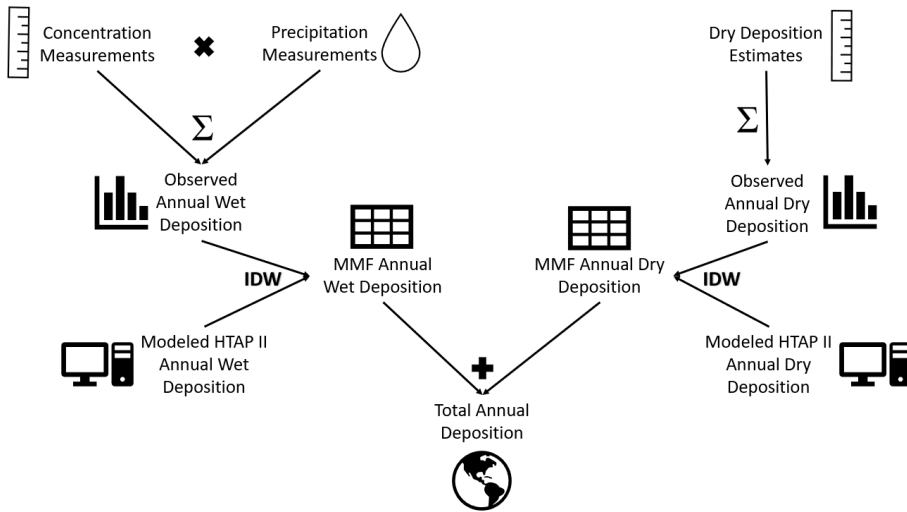 Concentration
Measurements
✖
Precipitation
Measurements
Dry Deposition
Estimates
Σ
Σ
Observed
Annual Wet
Deposition
Observed
Annual Dry
Deposition
IDW
MMF Annual
Wet Deposition
MMF Annual Dry
Deposition
IDW
Modeled HTAP II
Annual Wet
Deposition
Modeled HTAP II
Annual Dry
Deposition
+
Total Annual
Deposition